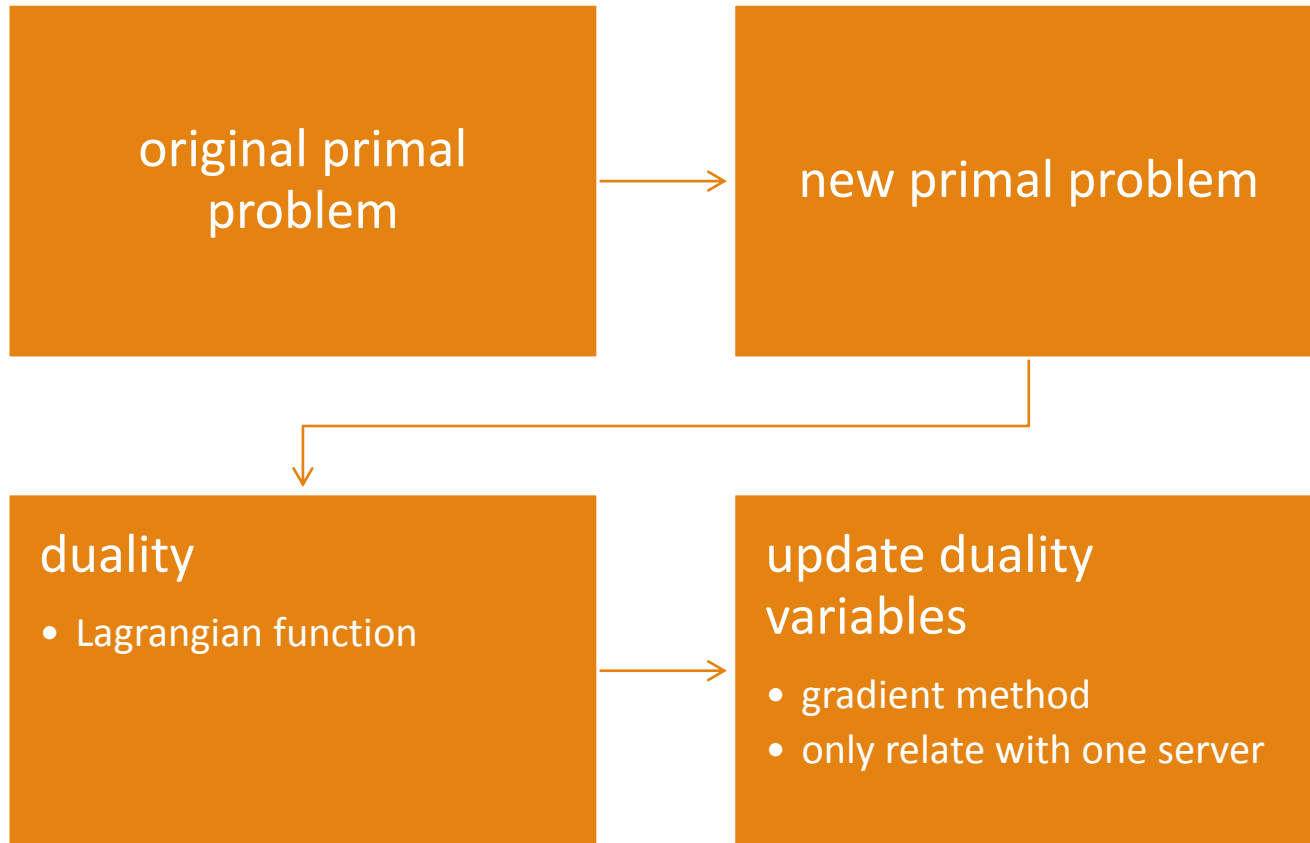 original primal
problem
new primal problem
duality
• Lagrangian function
update duality
variables
• gradient method
• only relate with one server